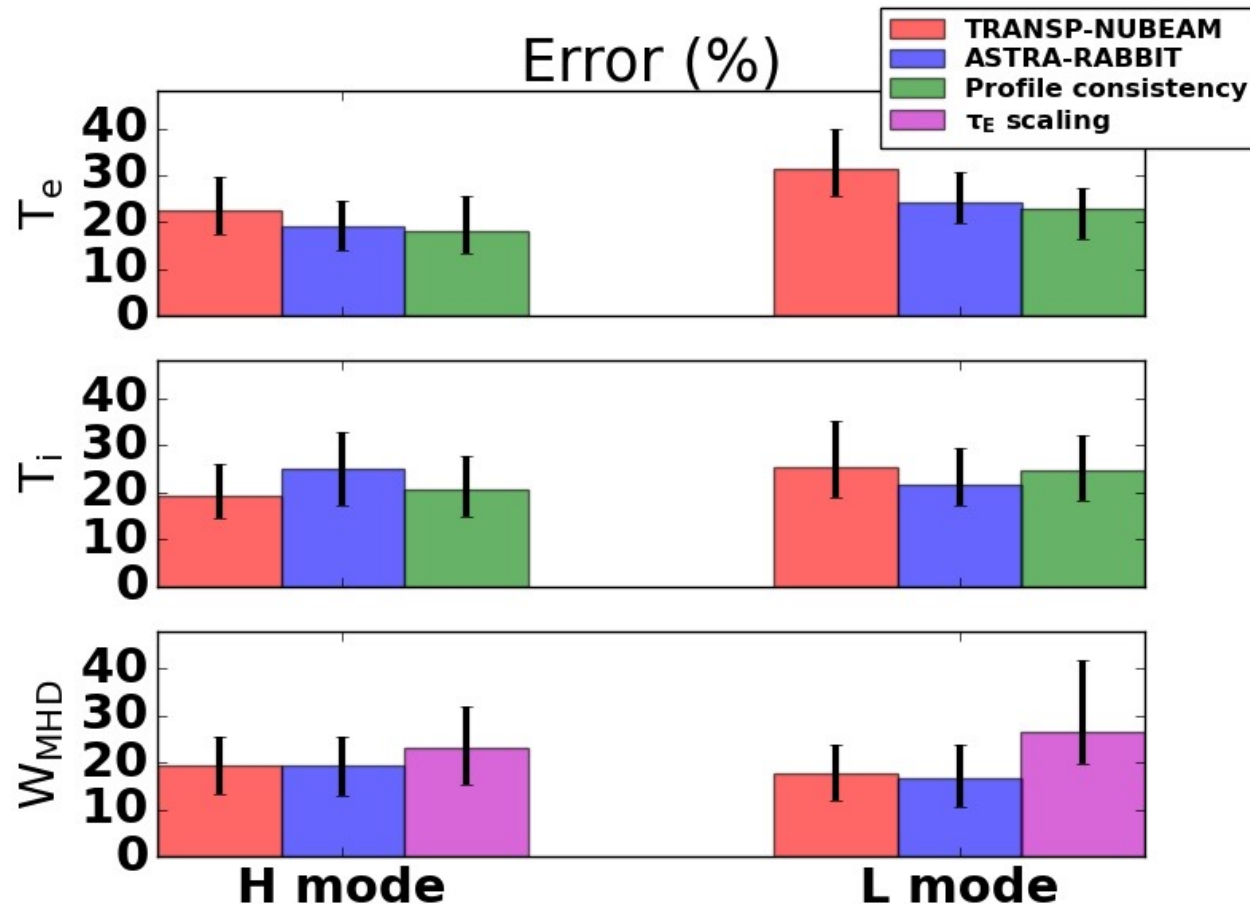 Error (%)
TRANSP-NUBEAM
ASTRA-RABBIT
Profile consistency
τE scaling
Te
40
30
20
10
0
Ti
40
30
20
10
0
WMHD
40
30
20
10
0
H mode
L mode